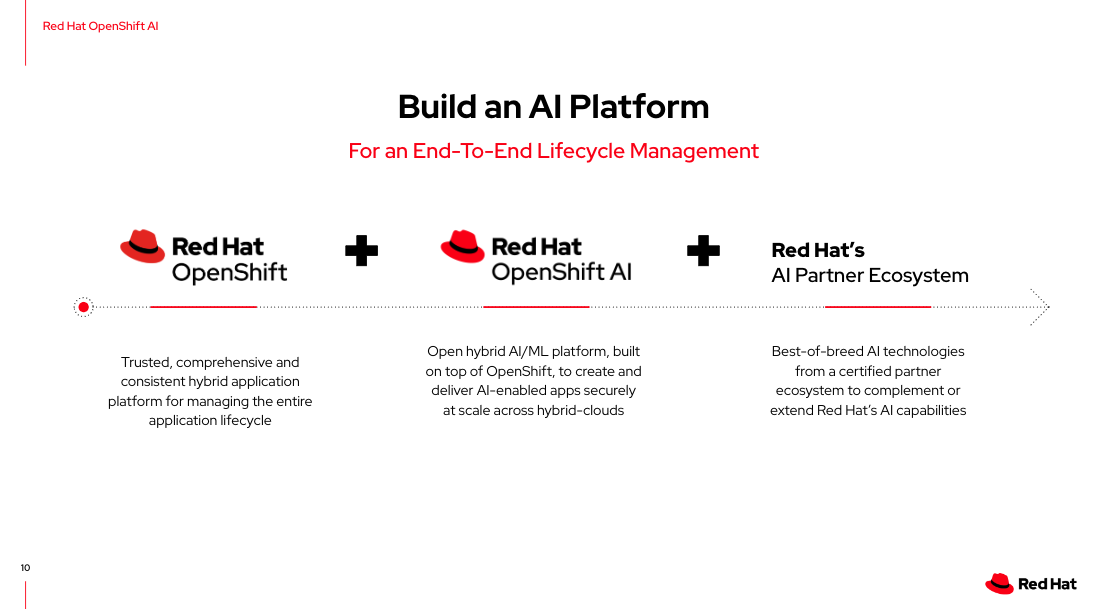 Red Hat OpenShift AI
Build an AI Platform
For an End-To-End Lifecycle Management
Red Hat
OpenShift
Red Hat
OpenShift AI
Red Hat’s
AI Partner Ecosystem
Trusted, comprehensive and
consistent hybrid application
platform for managing the entire
application lifecycle
Open hybrid AI/ML platform, built
on top of OpenShift, to create and
deliver AI-enabled apps securely
at scale across hybrid-clouds
Best-of-breed AI technologies
from a certified partner
ecosystem to complement or
extend Red Hat’s AI capabilities
10
Red Hat